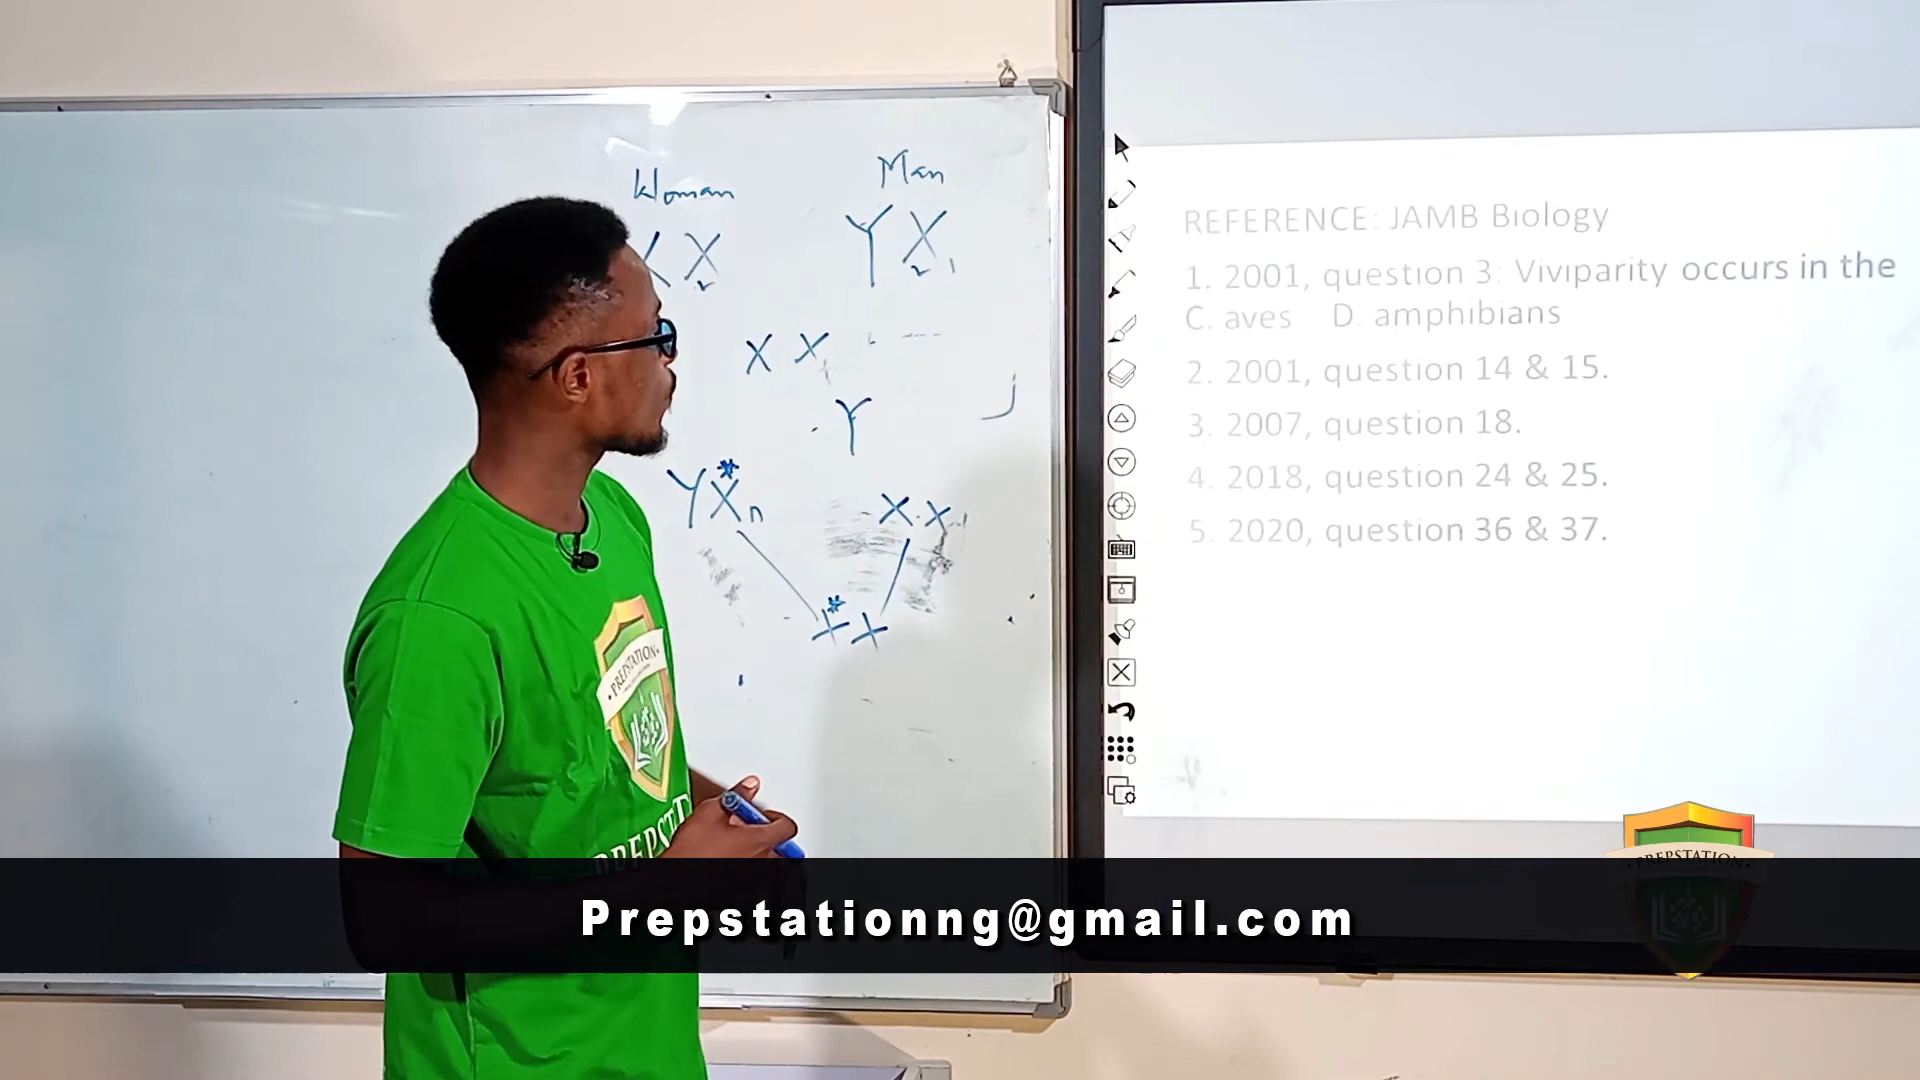 Woman
Man
X X
Y X
X X
Y
Y X* n
X X
X* X
REFERENCE: JAMB Biology
1. 2001, question 3: Viviparity occurs in the
C. aves D. amphibians
2. 2001, question 14 & 15.
3. 2007, question 18.
4. 2018, question 24 & 25.
5. 2020, question 36 & 37.
PREPSTATION
PREPSTAT
PREPSTATION
Prepstationng@gmail.com